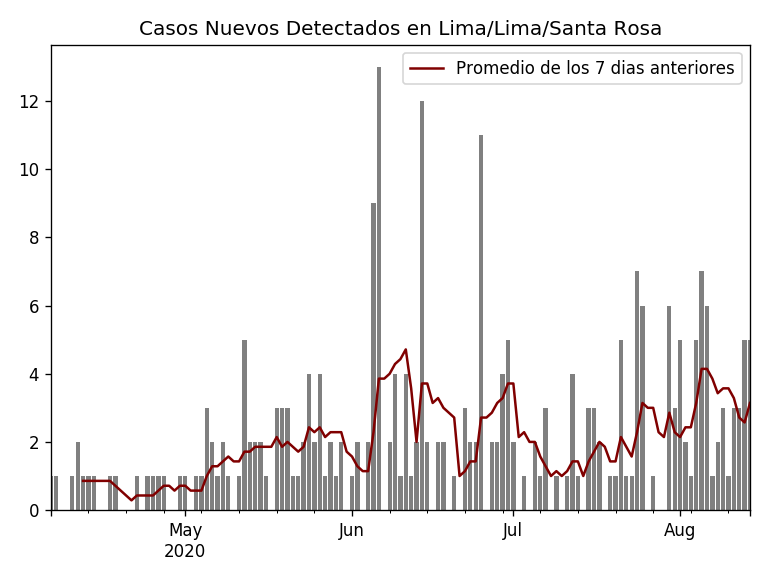 Casos Nuevos Detectados en Lima/Lima/Santa Rosa
Promedio de los 7 dias anteriores
12
10
8
6
4
2
0
May Jun Jul Aug
2020